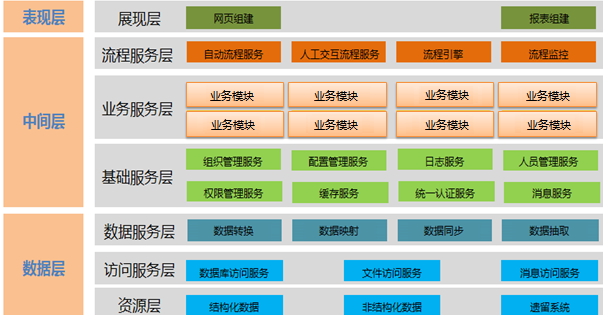 表现层
展现层
网页组建
报表组建
中间层
流程服务层
自动流程服务
人工交互流程服务
流程引擎
流程监控
业务服务层
业务模块
业务模块
业务模块
业务模块
业务模块
业务模块
业务模块
业务模块
基础服务层
组织管理服务
配置管理服务
日志服务
人员管理服务
权限管理服务
缓存服务
统一认证服务
消息服务
数据层
数据服务层
数据转换
数据映射
数据同步
数据抽取
访问服务层
数据库访问服务
文件访问服务
消息访问服务
资源层
结构化数据
非结构化数据
遗留系统